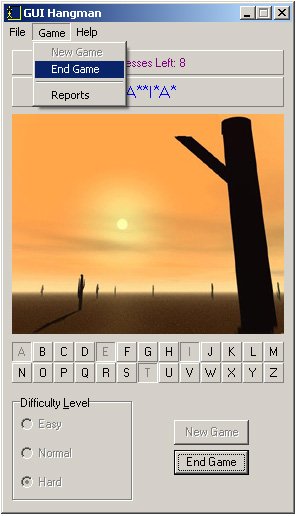 GUI Hangman
File Game Help
New Game
End Game
Reports
esses Left: 8
A**I*A*
A B C D E F G H I J K L M
N O P Q R S T U V W X Y Z
Difficulty Level
Easy
Normal
Hard
New Game
End Game